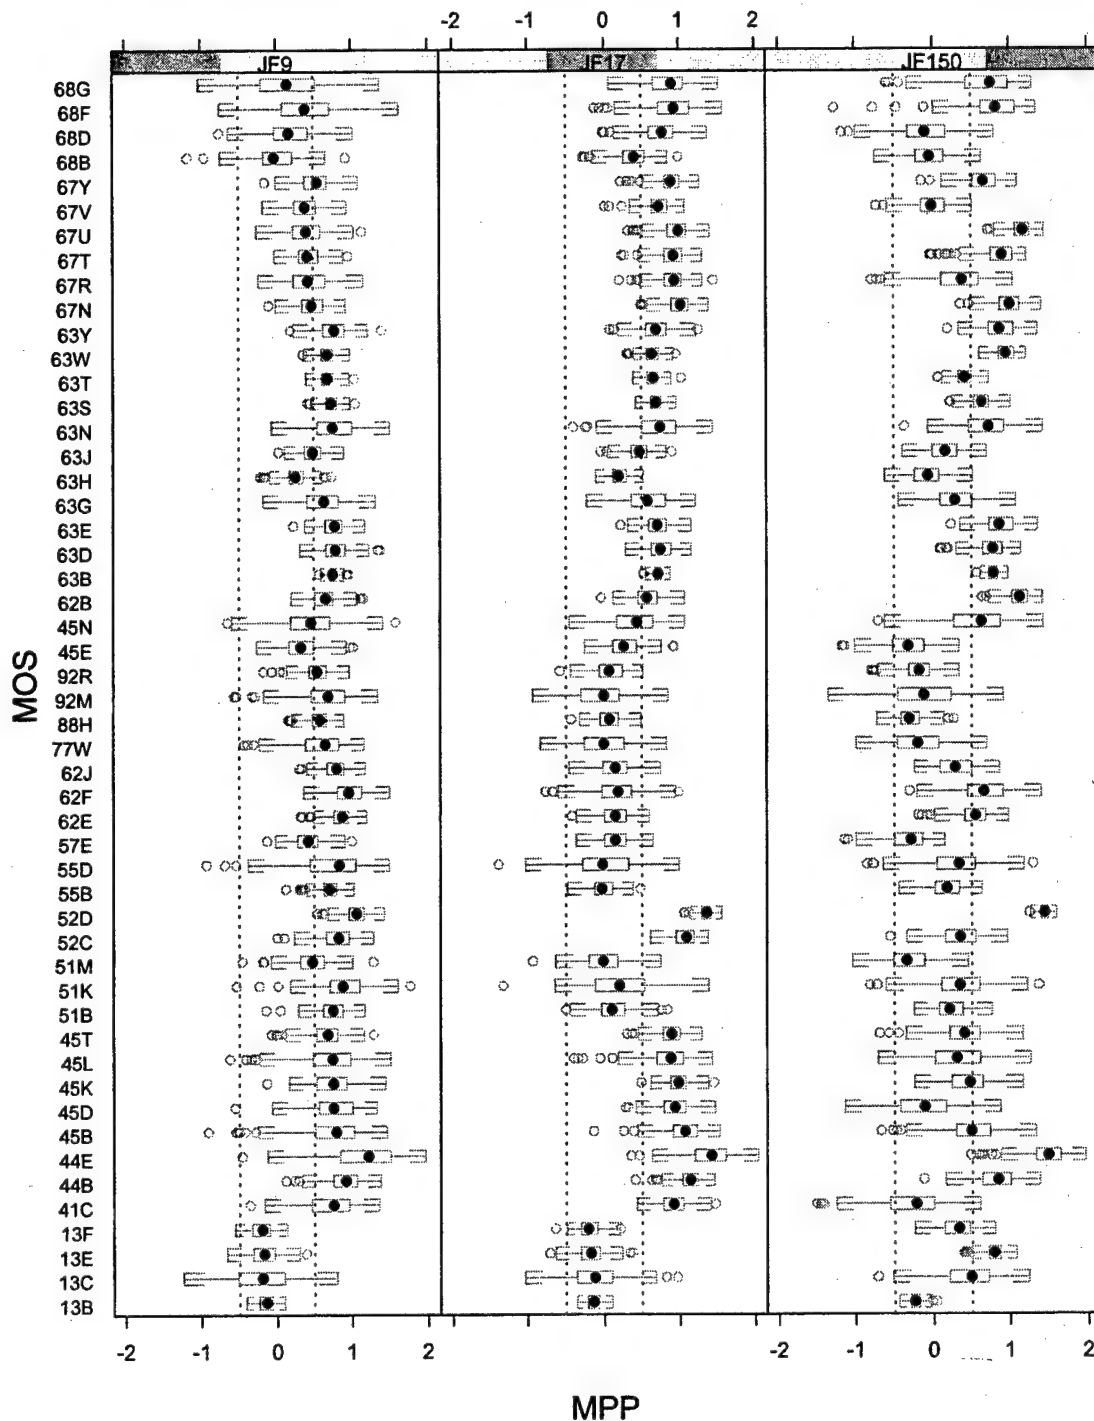 -2 0 1 2
JF9 JF17 JF150
68G
68F
68D
68B
67Y
67V
67U
67T
67R
67N
63Y
63W
63T
63S
63N
63J
63H
63G
63E
63D
63B
62B
45N
45E
MOS
92R
92M
88H
77W
62J
62F
62E
57E
55D
55B
52D
52C
51M
51K
51B
45T
45L
45K
45D
45B
44E
44B
41C
13F
13E
13C
13B
-2 -1 0 1 2 -2 -1 0 1 2
MPP